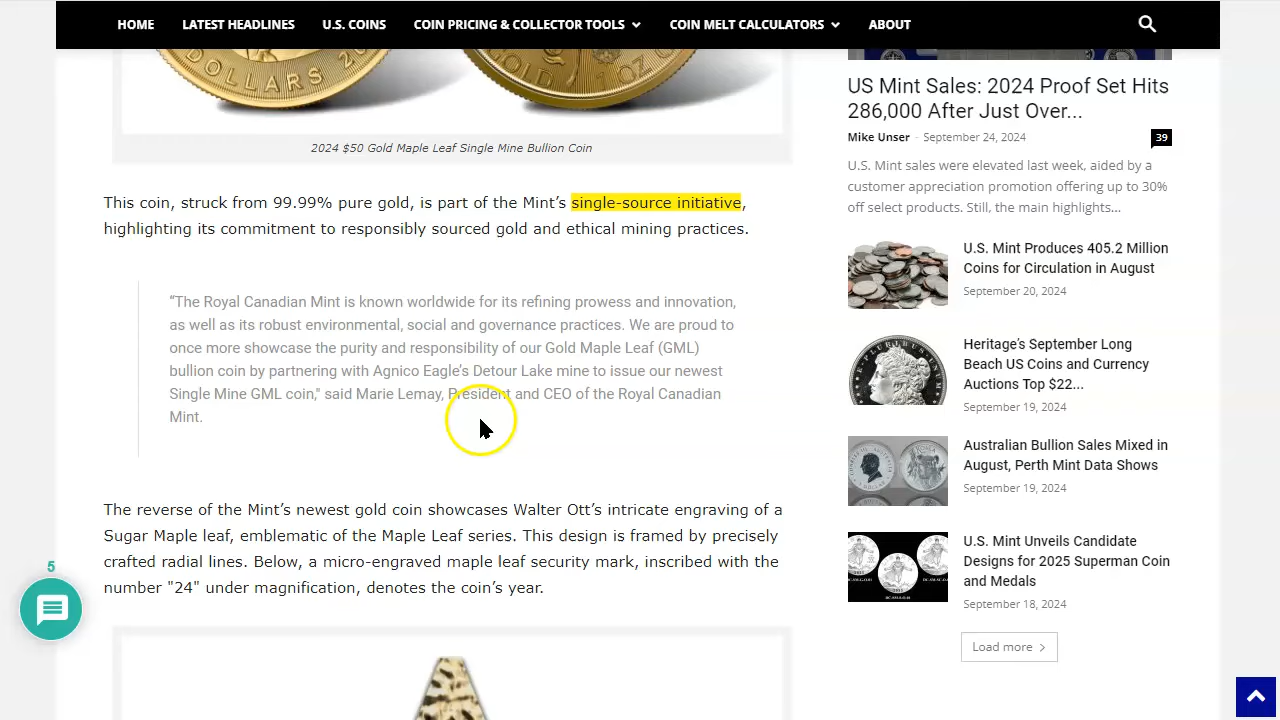 HOME LATEST HEADLINES U.S. COINS COIN PRICING & COLLECTOR TOOLS COIN MELT CALCULATORS ABOUT
DOLLARS 20
GOLD 1 OZ
2024 $50 Gold Maple Leaf Single Mine Bullion Coin
This coin, struck from 99.99% pure gold, is part of the Mint’s single-source initiative,
highlighting its commitment to responsibly sourced gold and ethical mining practices.
“The Royal Canadian Mint is known worldwide for its refining prowess and innovation,
as well as its robust environmental, social and governance practices. We are proud to
once more showcase the purity and responsibility of our Gold Maple Leaf (GML)
bullion coin by partnering with Agnico Eagle’s Detour Lake mine to issue our newest
Single Mine GML coin," said Marie Lemay, President and CEO of the Royal Canadian
Mint.
The reverse of the Mint’s newest gold coin showcases Walter Ott’s intricate engraving of a
Sugar Maple leaf, emblematic of the Maple Leaf series. This design is framed by precisely
crafted radial lines. Below, a micro-engraved maple leaf security mark, inscribed with the
number "24" under magnification, denotes the coin’s year.
5
US Mint Sales: 2024 Proof Set Hits
286,000 After Just Over...
Mike Unser - September 24, 2024 39
U.S. Mint sales were elevated last week, aided by a
customer appreciation promotion offering up to 30%
off select products. Still, the main highlights...
U.S. Mint Produces 405.2 Million
Coins for Circulation in August
September 20, 2024
E PLURIBUS UNUM
Heritage’s September Long
Beach US Coins and Currency
Auctions Top $22...
September 19, 2024
Australian Bullion Sales Mixed in
August, Perth Mint Data Shows
September 19, 2024
U.S. Mint Unveils Candidate
Designs for 2025 Superman Coin
and Medals
September 18, 2024
Load more